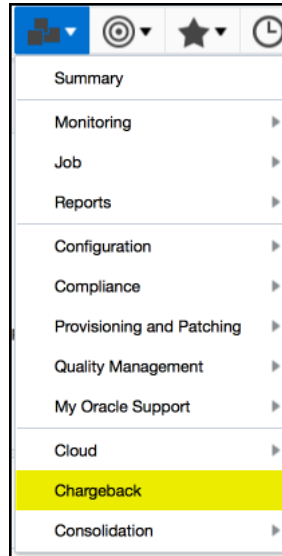 Summary
Monitoring
Job
Reports
Configuration
Compliance
Provisioning and Patching
Quality Management
My Oracle Support
Cloud
Chargeback
Consolidation